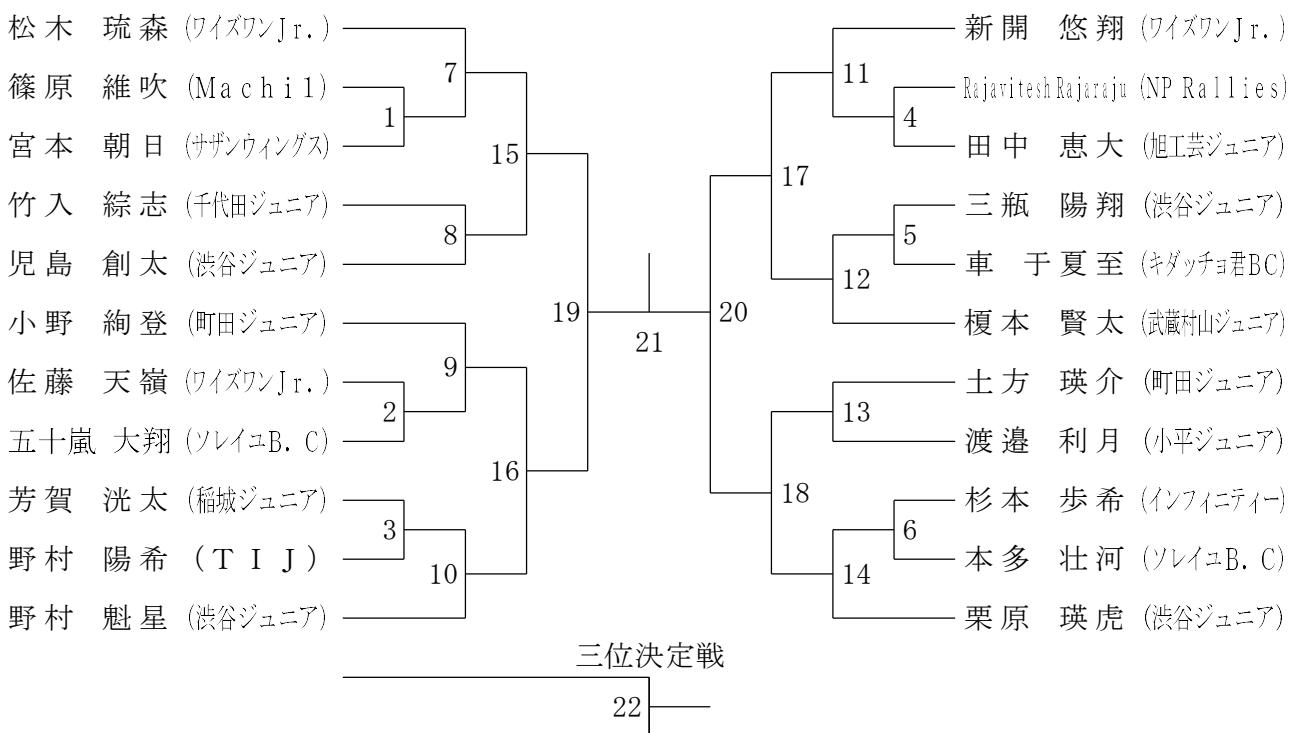 松木 琉森 (ワイズワンJr.)
篠原 維吹 (Machil)
宮本 朝日 (サザンウィングス)
竹入 綜志 (千代田ジュニア)
児島 創太 (渋谷ジュニア)
小野 絢登 (町田ジュニア)
佐藤 天嶺 (ワイズワンJr.)
五十嵐 大翔 (ソレイユB.C)
芳賀 洸太 (稲城ジュニア)
野村 陽希 (TIJ)
野村 魁星 (渋谷ジュニア)
7
1
8
9
2
3
10
15
16
19
21
20
17
18
11
4
5
12
13
6
14
新開 悠翔 (ワイズワンJr.)
Rajavitesh Rajaraju (NP Rallies)
田中 恵大 (旭工芸ジュニア)
三瓶 陽翔 (渋谷ジュニア)
車 于夏至 (キダッチョ君BC)
榎本 賢太 (武蔵村山ジュニア)
土方 瑛介 (町田ジュニア)
渡邉 利月 (小平ジュニア)
杉本 歩希 (インフィニティー)
本多 壮河 (ソレイユB.C)
栗原 瑛虎 (渋谷ジュニア)
三位決定戦
22